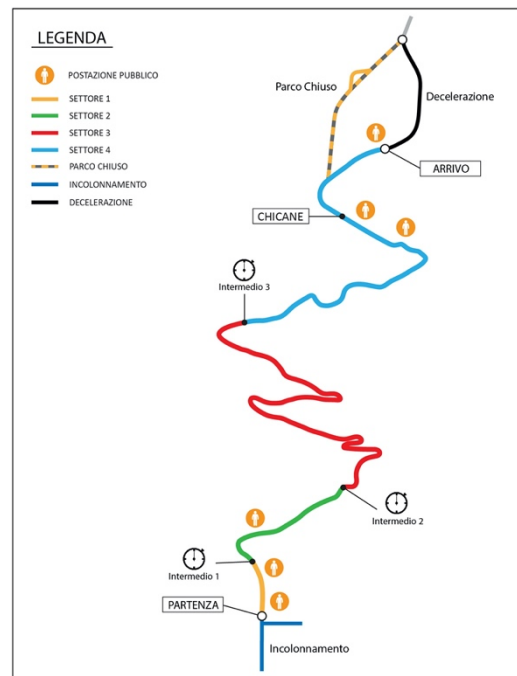 LEGENDA
POSTAZIONE PUBBLICO
SETTORE 1
SETTORE 2
SETTORE 3
SETTORE 4
PARCO CHIUSO
INCOLONNAMENTO
DECELERAZIONE
Parco Chiuso
Decelerazione
ARRIVO
CHICANE
Intermedio 3
Intermedio 2
Intermedio 1
PARTENZA
Incolonnamento